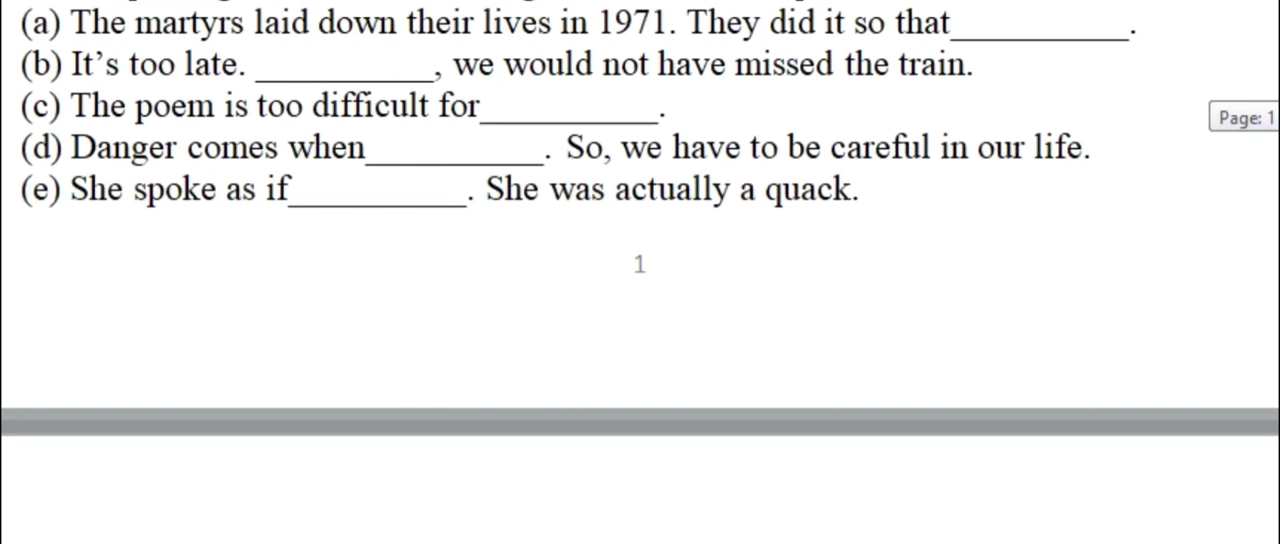 (a) The martyrs laid down their lives in 1971. They did it so that__________.
(b) It’s too late. __________, we would not have missed the train.
(c) The poem is too difficult for__________.
Page: 1
(d) Danger comes when__________. So, we have to be careful in our life.
(e) She spoke as if__________. She was actually a quack.
1